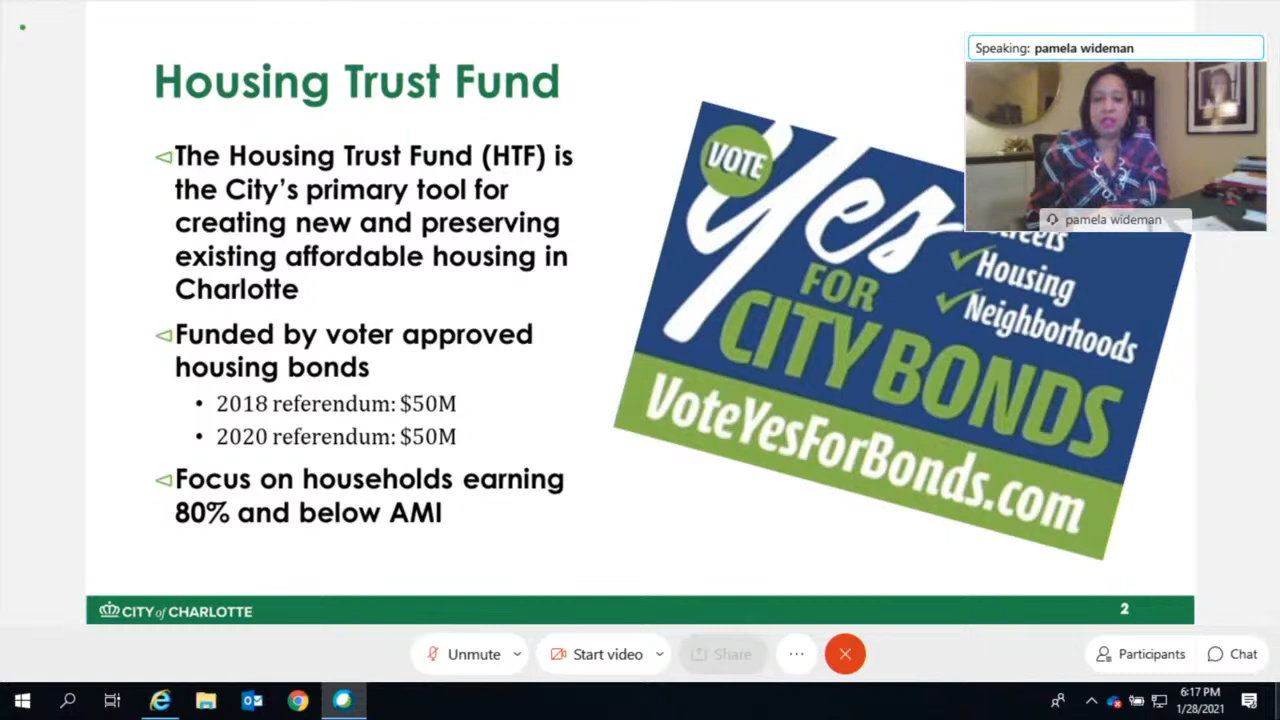 Housing Trust Fund
The Housing Trust Fund (HTF) is
the City's primary tool for
creating new and preserving
existing affordable housing in
Charlotte
Funded by voter approved
housing bonds
• 2018 referendum: $50M
• 2020 referendum: $50M
Focus on households earning
80% and below AMI
VOTE
Yes
FOR
CITY BONDS
Streets
Housing
Neighborhoods
VoteYesForBonds.com
Speaking: pamela wideman
pamela wideman
CITY of CHARLOTTE
2
Unmute
Start video
Share
Participants
Chat
6:17 PM
1/28/2021